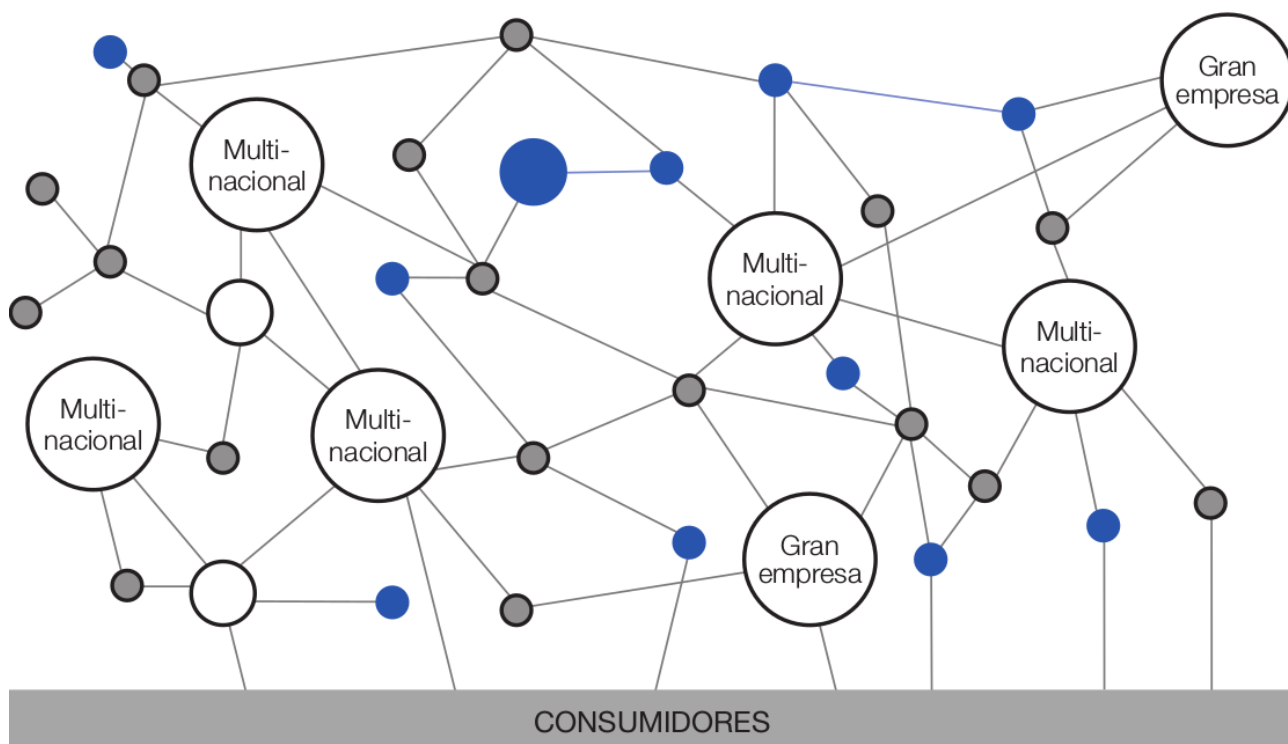 Gran
empresa
Multi-
nacional
Multi-
nacional
Multi-
nacional
Multi-
nacional
Multi-
nacional
Gran
empresa
CONSUMIDORES